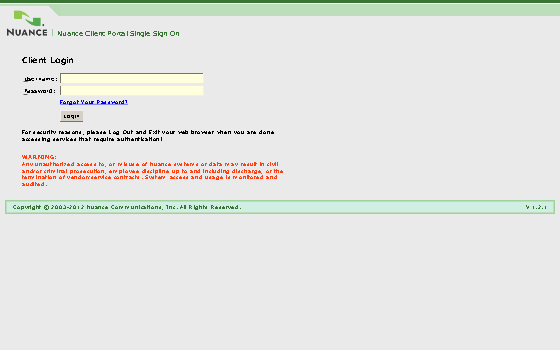 NUANCE
Nuance Client Portal Single Sign On
Client Login
Username:
Password:
Forgot Your Password?
Login
For security reasons, please Log Out and Exit your web browser when you are done
accessing services that require authentication!
WARNING:
Any unauthorized access to, or misuse of Nuance systems or data may result in civil
and/or criminal prosecution, employee discipline up to and including discharge, or the
termination of vendor/service contracts. System access and usage is monitored and
audited.
Copyright © 2003-2012 Nuance Communications, Inc. All Rights Reserved.
V 1.2.1